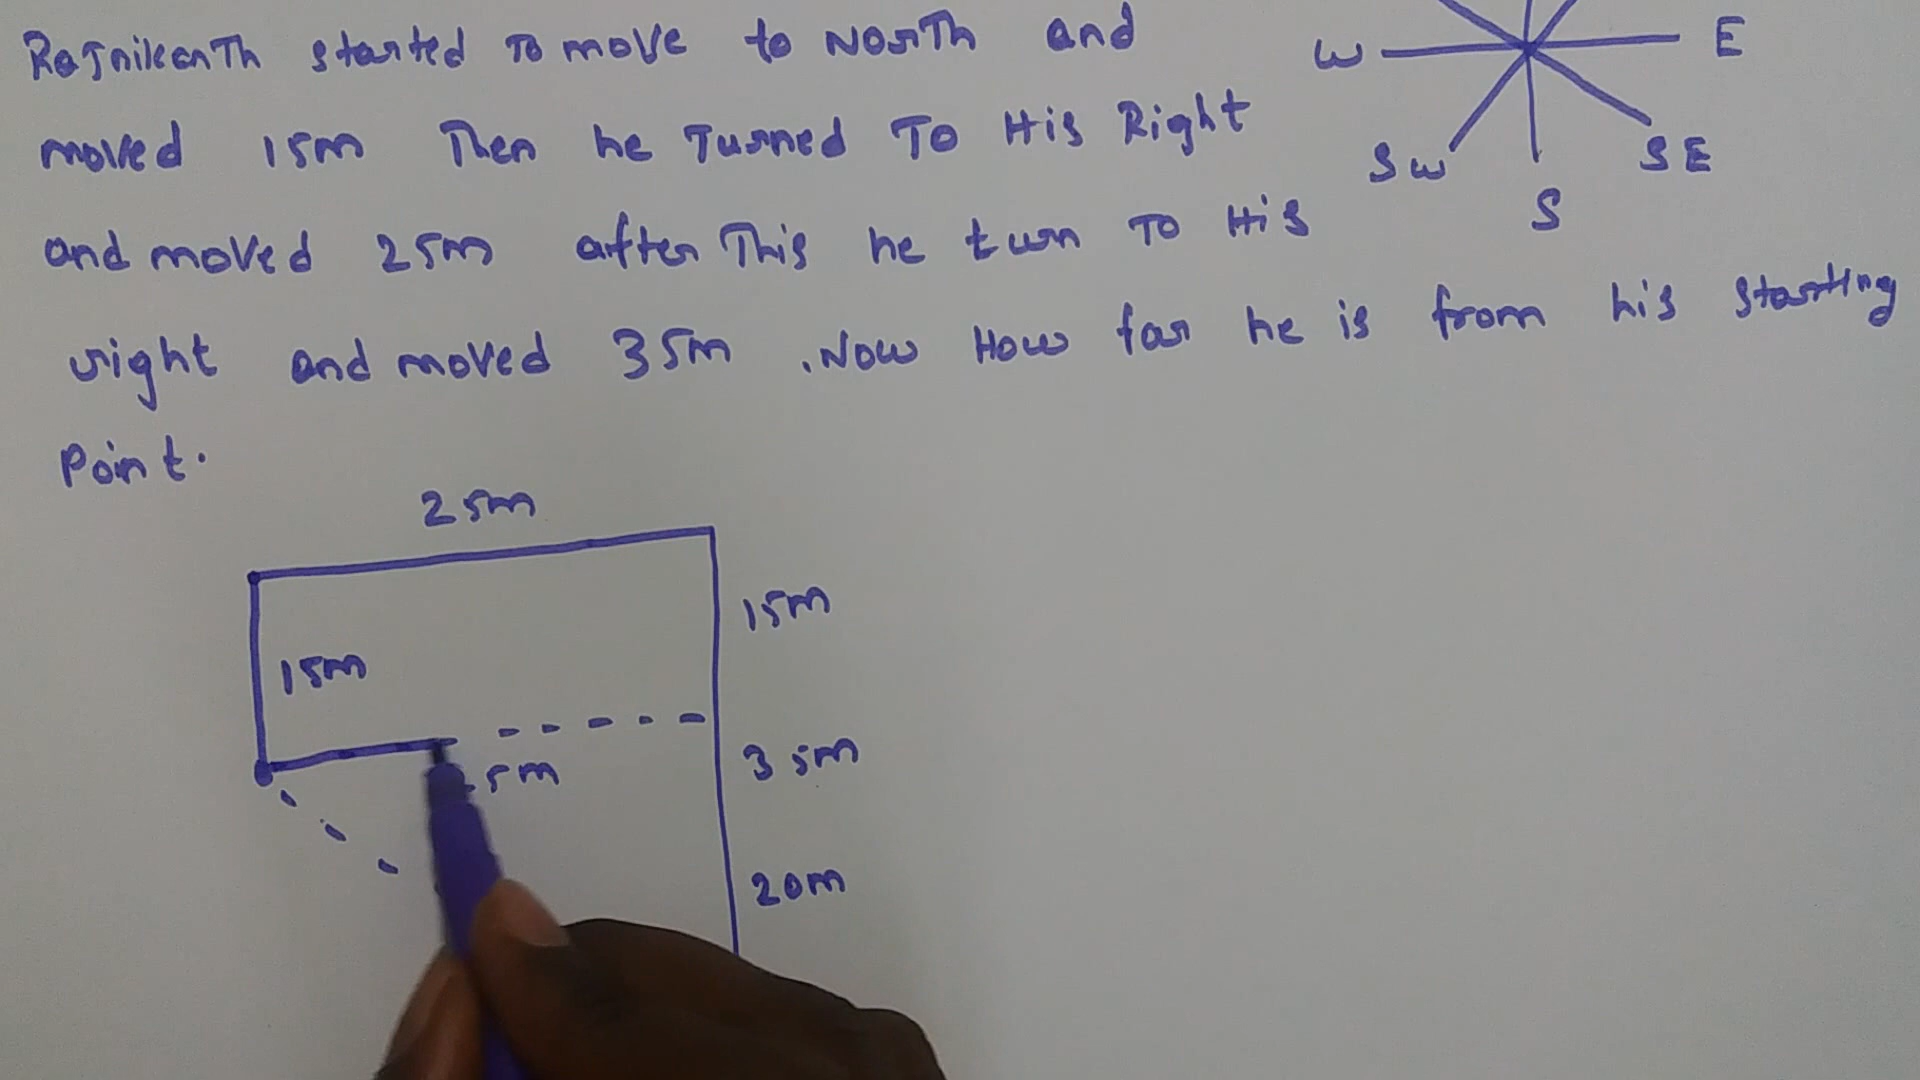 Rajnikanth started to move to North and
moved 15m Then he Turned To His Right
and moved 25m after This he turn To His
right and moved 35m . Now How far he is from his starting
Point.
W
E
SW
SE
S
25m
15m
15m
5m
35m
20m